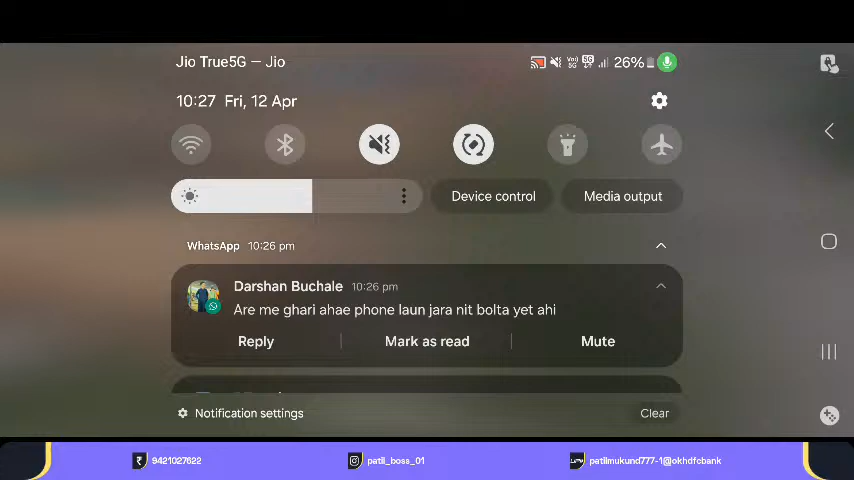 Jio True5G — Jio
26%
10:27 Fri, 12 Apr
Device control
Media output
WhatsApp 10:26 pm
Darshan Buchale 10:26 pm
Are me ghari ahae phone laun jara nit bolta yet ahi
Reply
Mark as read
Mute
Notification settings
Clear
9421027622
patil_boss_01
patilmukund777-1@okhdfcbank